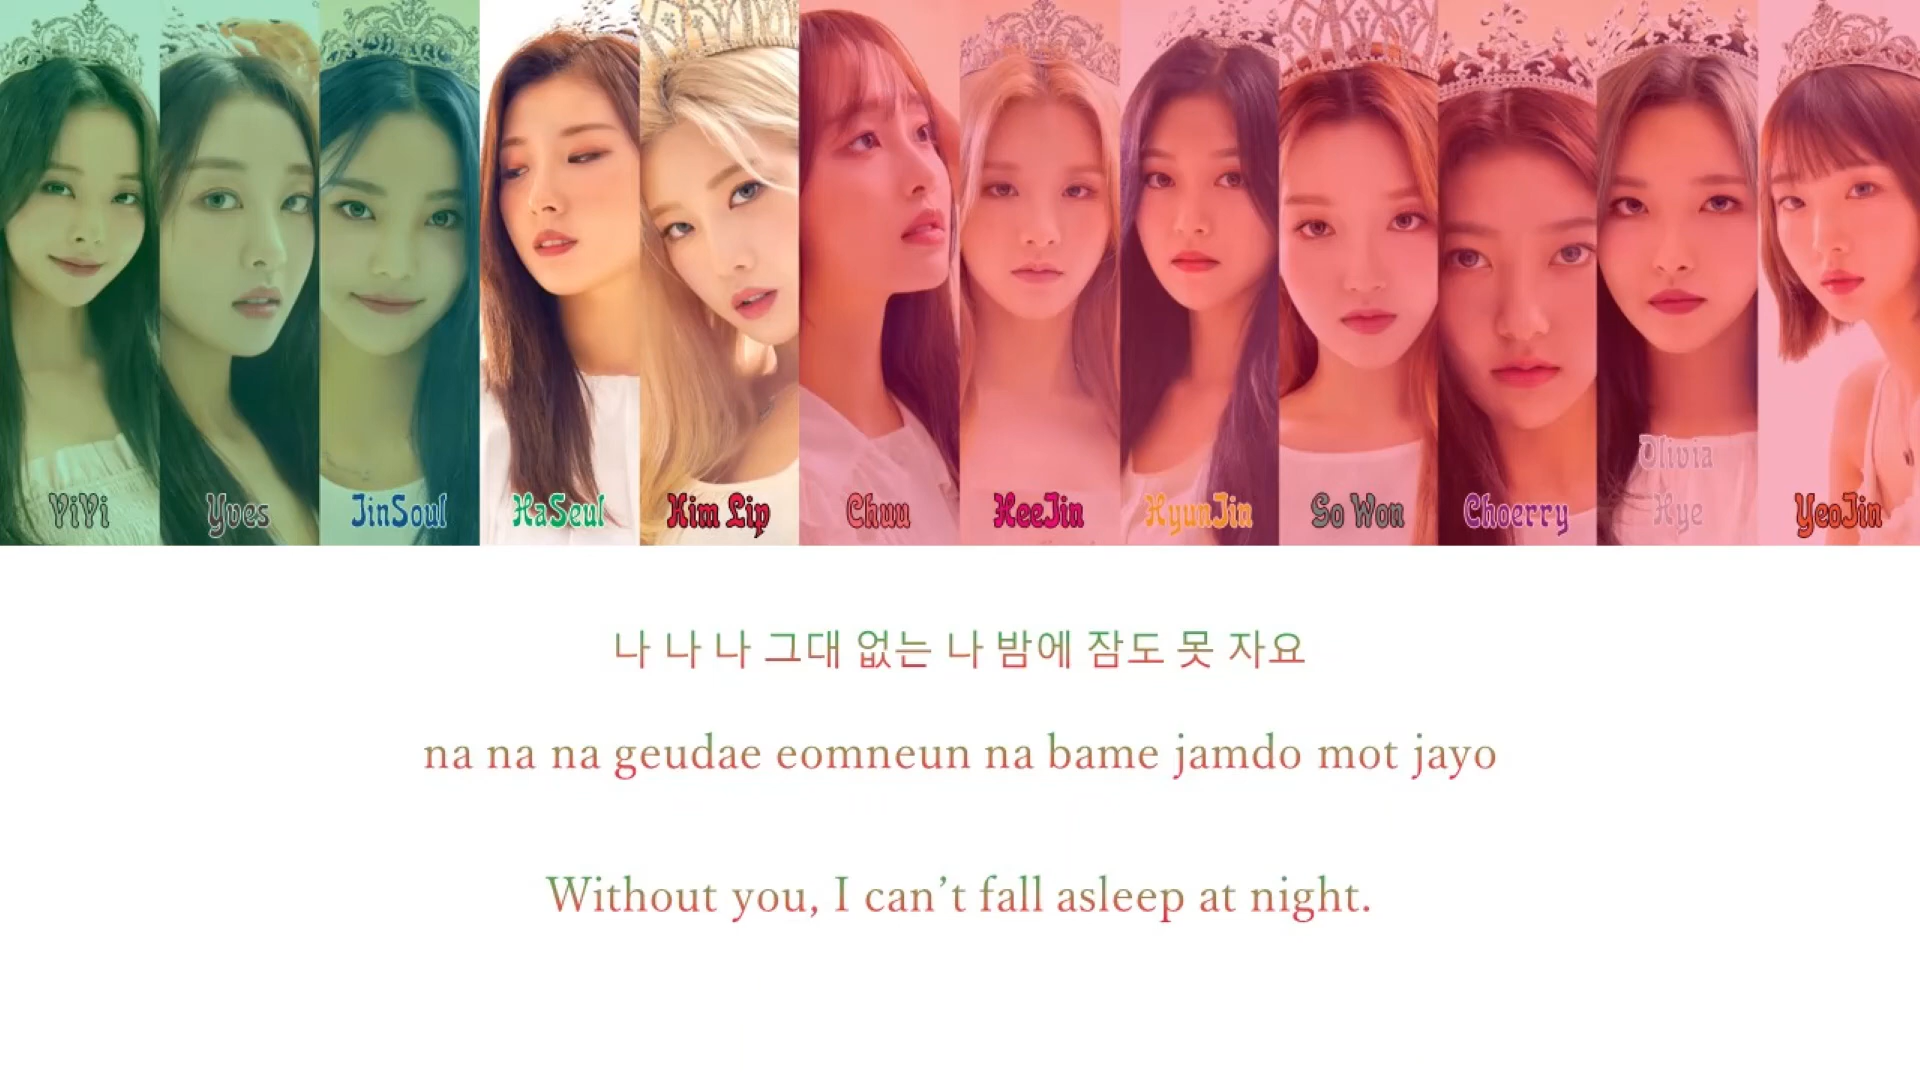 ViVi
Yves
JinSoul
HaSeul
Kim Lip
Chuu
HeeJin
HyunJin
So Won
Choerry
Olivia
Hye
YeoJin
나 나 나 그대 없는 나 밤에 잠도 못 자요
na na na geudae eomneun na bame jamdo mot jayo
Without you, I can’t fall asleep at night.